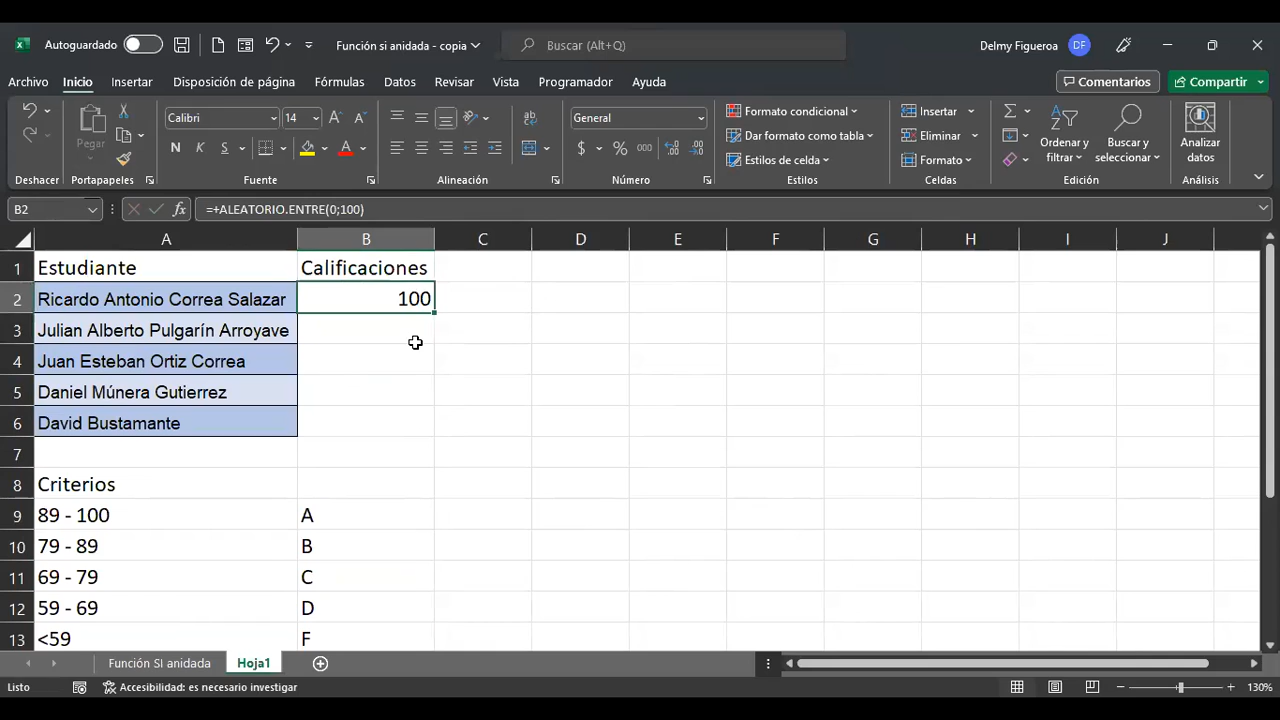 Autoguardado
Función si anidada - copia
Buscar (Alt+Q)
Delmy Figueroa
DF
Archivo Inicio Insertar Disposición de página Fórmulas Datos Revisar Vista Programador Ayuda
Comentarios
Compartir
Pegar
Calibri
14
N K S
ab
General
$ % 000
Formato condicional
Dar formato como tabla
Estilos de celda
Insertar
Eliminar
Formato
Ordenar y
filtrar
Buscar y
seleccionar
Analizar
datos
Deshacer Portapapeles Fuente Alineación Número Estilos Celdas Edición Análisis
B2
fx
=+ALEATORIO.ENTRE(0;100)
A B C D E F G H I J
1 Estudiante Calificaciones
2 Ricardo Antonio Correa Salazar 100
3 Julian Alberto Pulgarín Arroyave
4 Juan Esteban Ortiz Correa
5 Daniel Múnera Gutierrez
6 David Bustamante
7
8 Criterios
9 89 - 100 A
10 79 - 89 B
11 69 - 79 C
12 59 - 69 D
13 <59 F
Función SI anidada Hoja1
Listo
Accesibilidad: es necesario investigar
130%